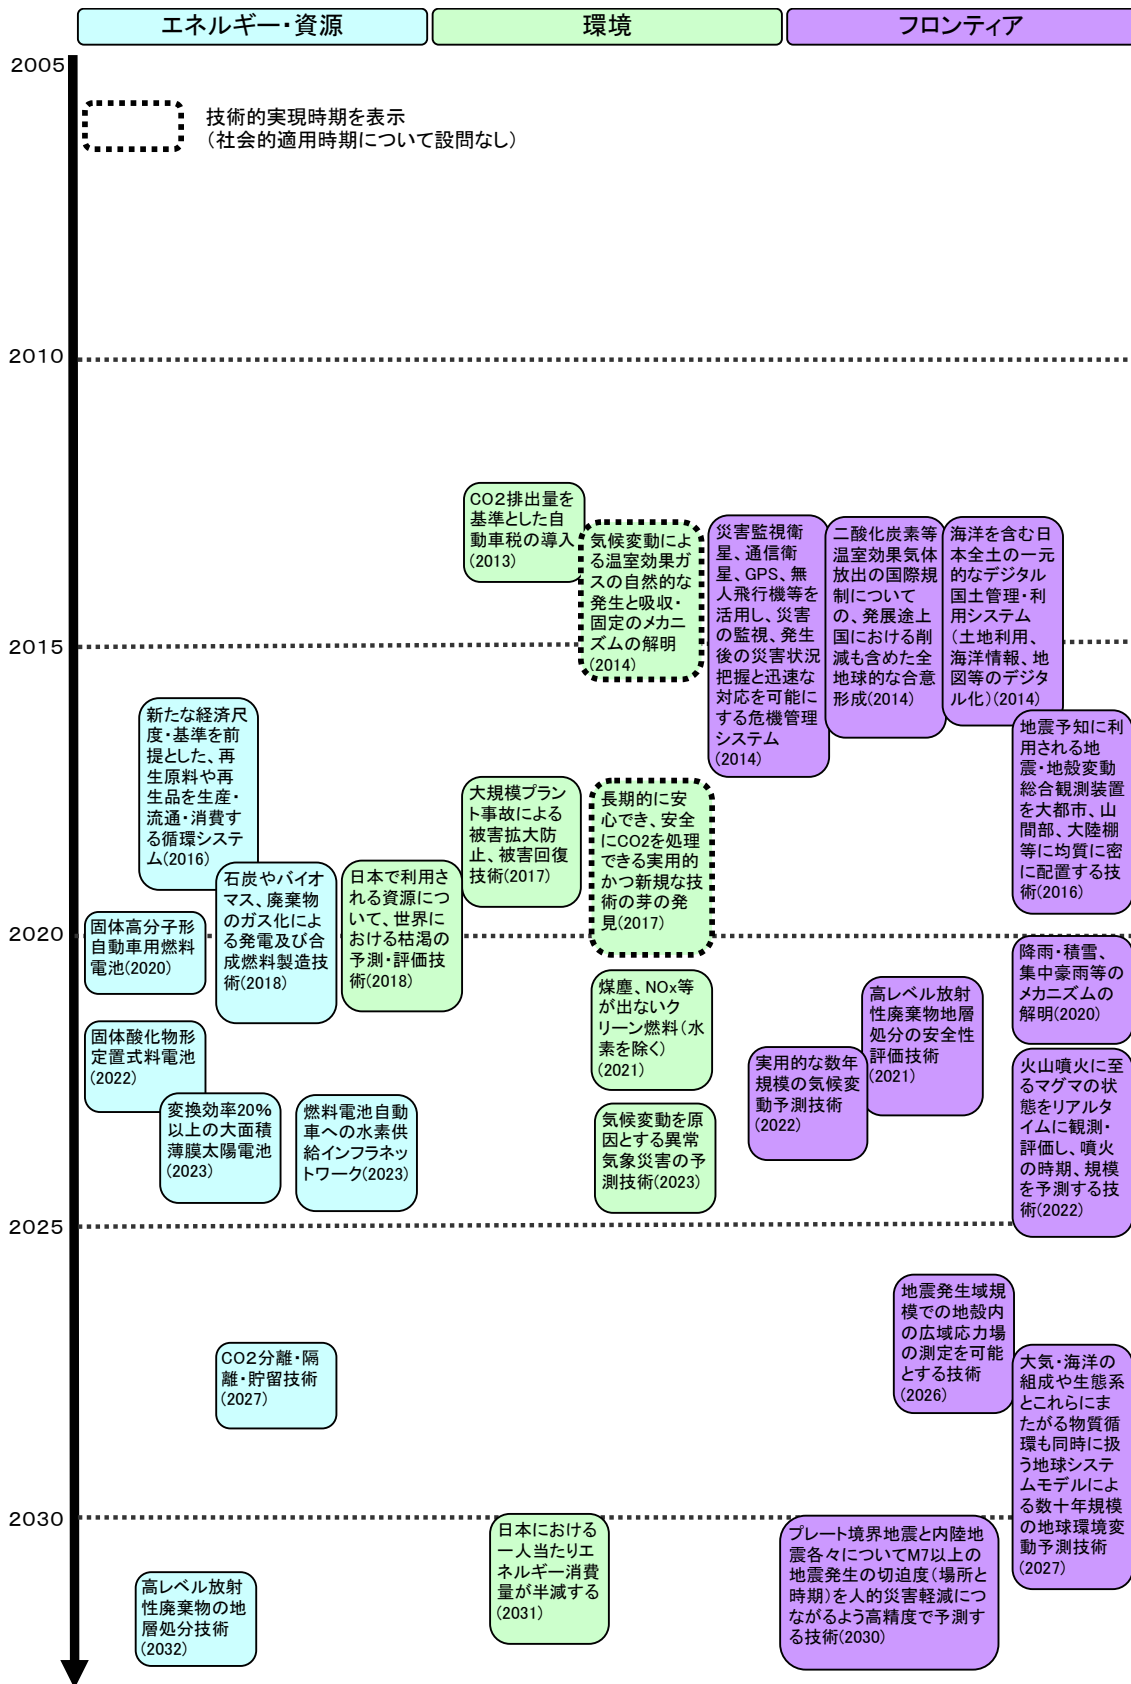 エネルギー・資源
環境
フロンティア
2005
技術的実現時期を表示
(社会的適用時期について設問なし)
2010
CO2排出量を
基準とした自
動車税の導入
(2013)
気候変動によ
る温室効果ガ
スの自然的な
発生と吸収・
固定のメカニ
ズムの解明
(2014)
災害監視衛
星、通信衛
星、GPS、無
人飛行機等を
活用し、災害
の監視、発生
後の災害状況
把握と迅速な
対応を可能に
する危機管理
システム
(2014)
二酸化炭素等
温室効果気体
放出の国際規
制について
の、発展途上
国における削
減も含めた全
地球的な合意
形成(2014)
海洋を含む日
本全土の一元
的なデジタル
国土管理・利
用システム
(土地利用、
海洋情報、地
図等のデジタ
ル化)(2014)
2015
新たな経済尺
度・基準を前
提とした、再
生原料や再
生品を生産・
流通・消費す
る循環システ
ム(2016)
地震予知に利
用される地
震・地殻変動
総合観測装置
を大都市、山
間部、大陸棚
等に均質に密
に配置する技
術(2016)
大規模プラン
ト事故による
被害拡大防
止、被害回復
技術(2017)
長期的に安
心でき、安全
にCO2を処理
できる実用的
かつ新規な技
術の芽の発
見(2017)
石炭やバイオ
マス、廃棄物
のガス化によ
る発電及び合
成燃料製造技
術(2018)
日本で利用さ
れる資源につ
いて、世界に
おける枯渇の
予測・評価技
術(2018)
2020
固体高分子形
自動車用燃料
電池(2020)
降雨・積雪、
集中豪雨等の
メカニズムの
解明(2020)
煤塵、NOx等
が出ないク
リーン燃料(水
素を除く)
(2021)
高レベル放射
性廃棄物地層
処分の安全性
評価技術
(2021)
固体酸化物形
定置式料電池
(2022)
実用的な数年
規模の気候変
動予測技術
(2022)
火山噴火に至
るマグマの状
態をリアルタ
イムに観測・
評価し、噴火
の時期、規模
を予測する技
術(2022)
変換効率20%
以上の大面積
薄膜太陽電池
(2023)
燃料電池自動
車への水素供
給インフラネッ
トワーク(2023)
気候変動を原
因とする異常
気象災害の予
測技術(2023)
2025
地震発生域規
模での地殻内
の広域応力場
の測定を可能
とする技術
(2026)
CO2分離・隔
離・貯留技術
(2027)
大気・海洋の
組成や生態系
とこれらにま
たがる物質循
環も同時に扱
う地球システ
ムモデルによ
る数十年規模
の地球環境変
動予測技術
(2027)
2030
日本における
一人当たりエ
ネルギー消費
量が半減する
(2031)
プレート境界地震と内陸地
震各々についてM7以上の
地震発生の切迫度(場所と
時期)を人的災害軽減につ
ながるよう高精度で予測す
る技術(2030)
高レベル放射
性廃棄物の地
層処分技術
(2032)